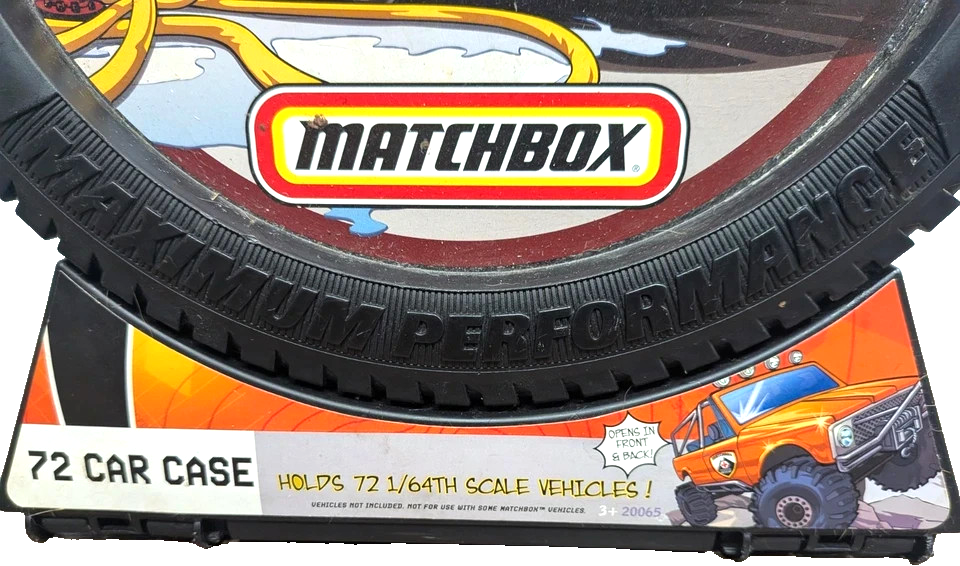 MATCHBOX®
MAXIMUM PERFORMANCE
OPENS IN
FRONT
& BACK!
72 CAR CASE
HOLDS 72 1/64TH SCALE VEHICLES!
VEHICLES NOT INCLUDED. NOT FOR USE WITH SOME MATCHBOX™ VEHICLES.
3+ 20065